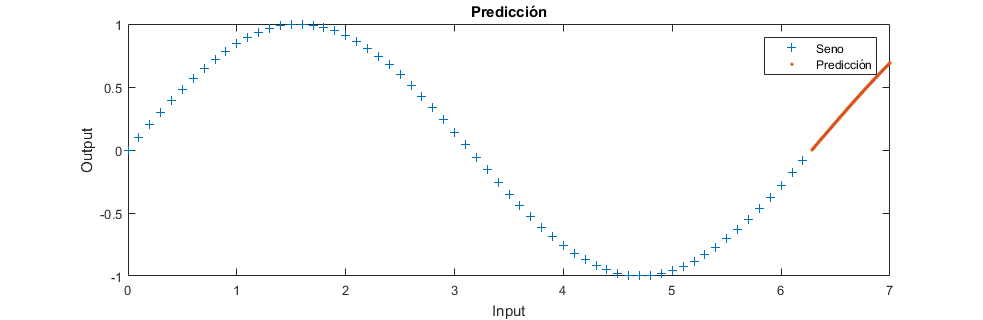 Predicción
1
0.5
0
-0.5
-1
Output
Seno
Predicción
0 1 2 3 4 5 6 7
Input